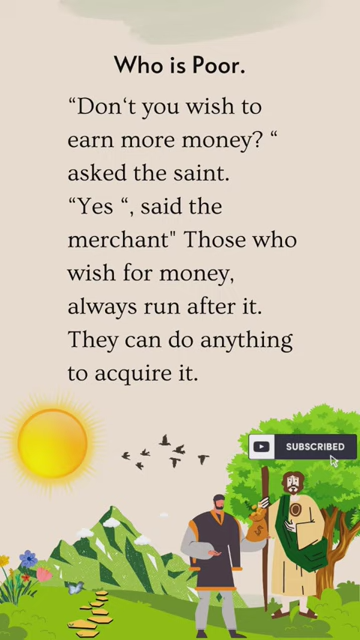 Who is Poor.
“Don‘t you wish to
earn more money? “
asked the saint.
“Yes “, said the
merchant" Those who
wish for money,
always run after it.
They can do anything
to acquire it.
SUBSCRIBED
$